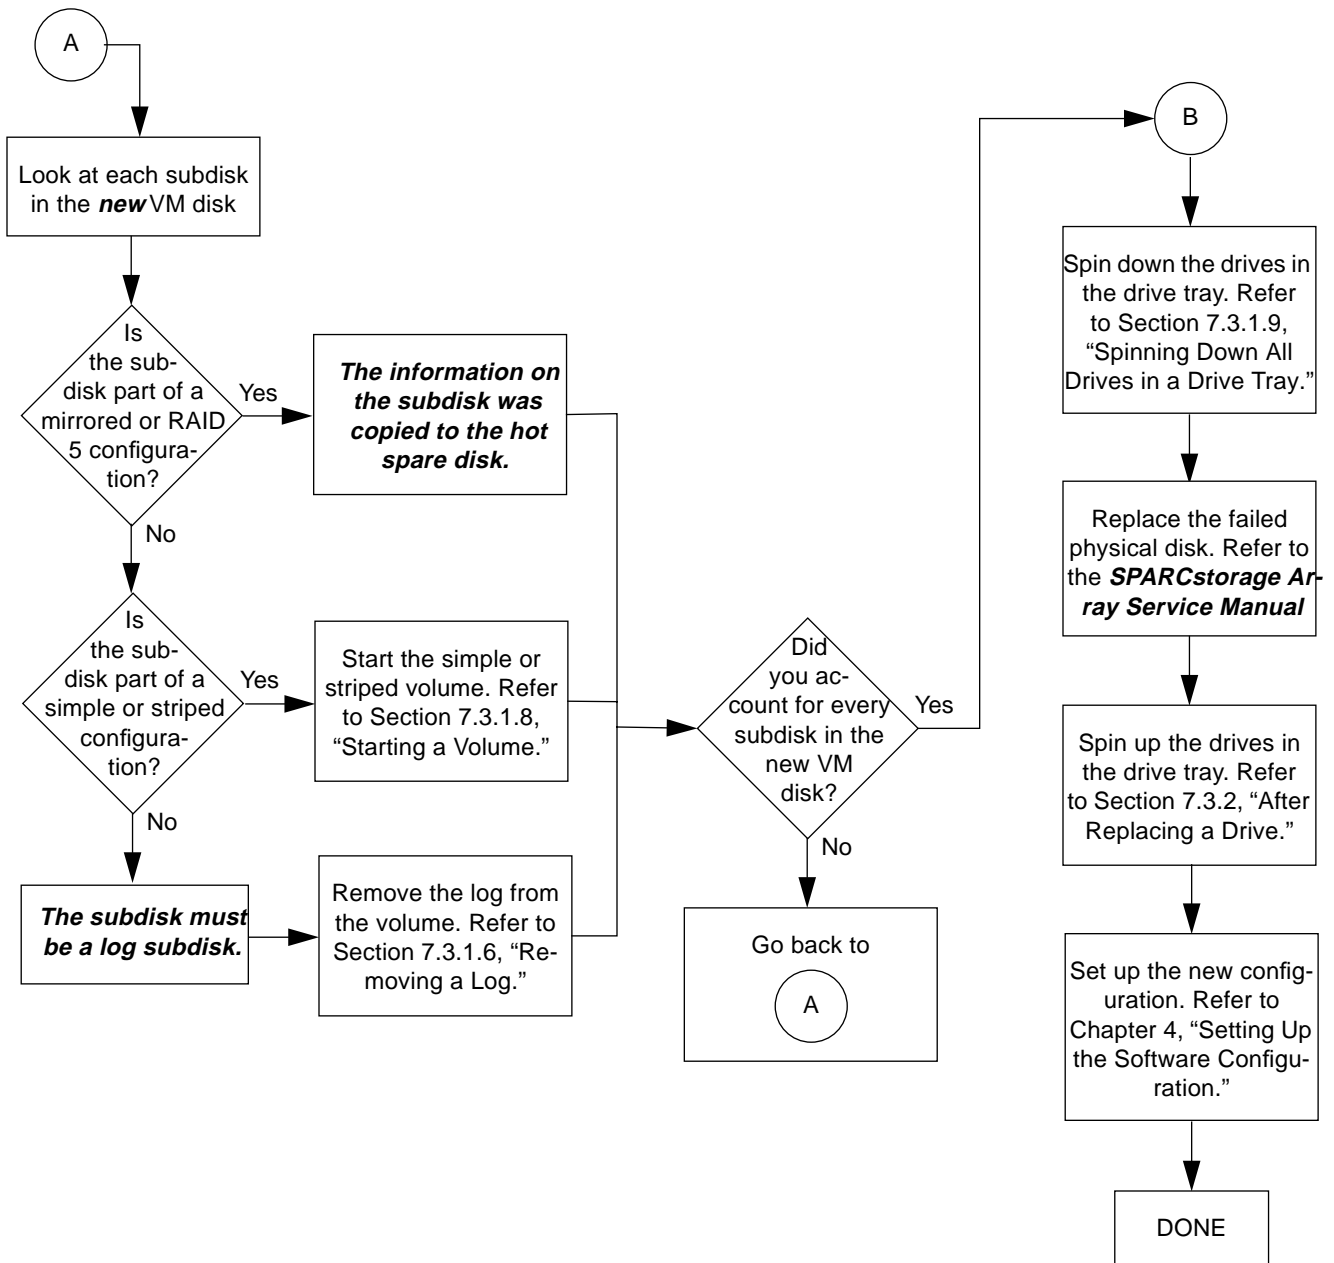 A
Look at each subdisk
in the new VM disk
Is
the sub-
disk part of a
mirrored or RAID
5 configura-
tion?
Yes
The information on
the subdisk was
copied to the hot
spare disk.
No
Is
the sub-
disk part of a
simple or striped
configura-
tion?
Yes
Start the simple or
striped volume. Refer
to Section 7.3.1.8,
“Starting a Volume.”
No
The subdisk must
be a log subdisk.
Remove the log from
the volume. Refer to
Section 7.3.1.6, “Re-
moving a Log.”
Did
you ac-
count for every
subdisk in the
new VM
disk?
Yes
No
Go back to
A
B
Spin down the drives in
the drive tray. Refer
to Section 7.3.1.9,
“Spinning Down All
Drives in a Drive Tray.”
Replace the failed
physical disk. Refer to
the SPARCstorage Ar-
ray Service Manual
Spin up the drives in
the drive tray. Refer
to Section 7.3.2, “After
Replacing a Drive.”
Set up the new config-
uration. Refer to
Chapter 4, “Setting Up
the Software Configu-
ration.”
DONE